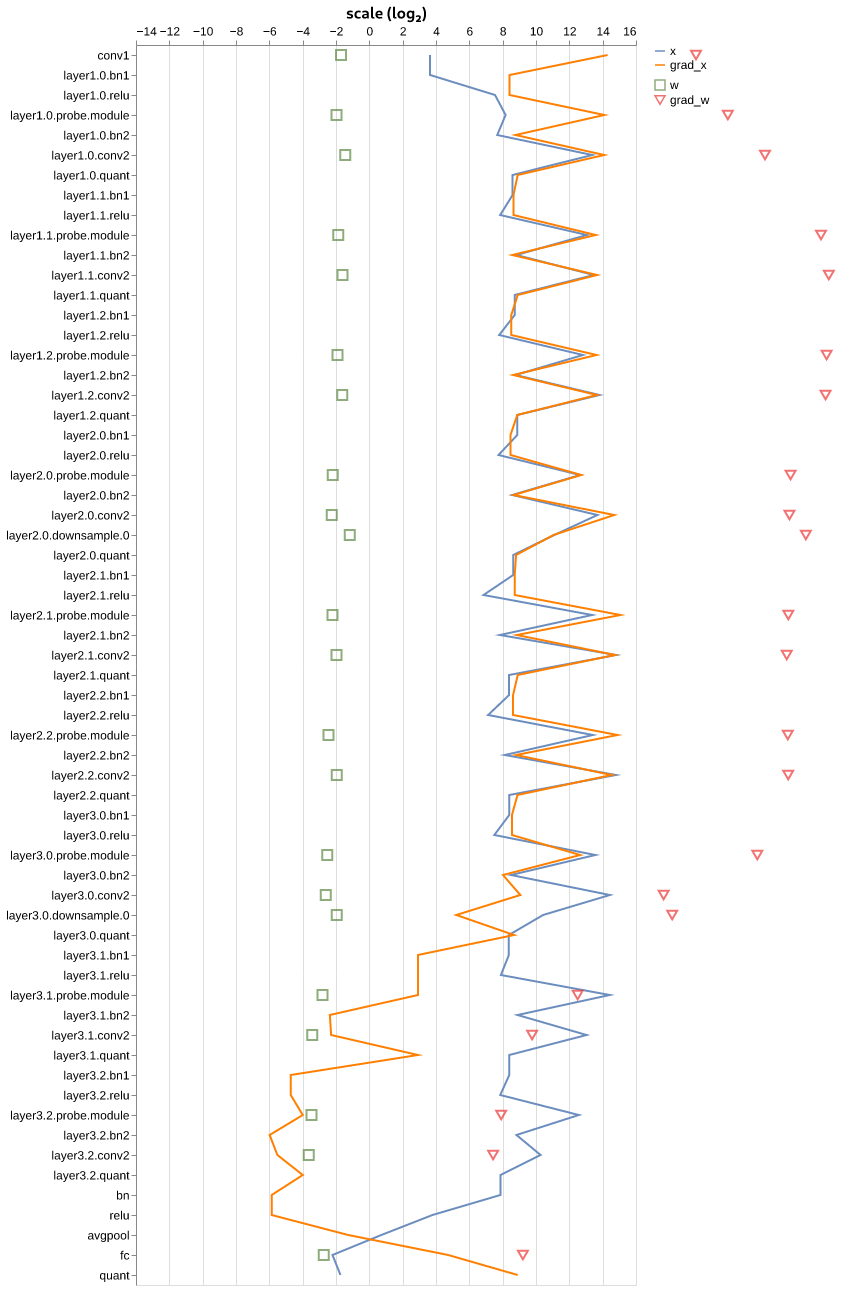 scale (log₂)
−14 −12 −10 −8 −6 −4 −2 0 2 4 6 8 10 12 14 16
x
grad_x
w
grad_w
conv1
layer1.0.bn1
layer1.0.relu
layer1.0.probe.module
layer1.0.bn2
layer1.0.conv2
layer1.0.quant
layer1.1.bn1
layer1.1.relu
layer1.1.probe.module
layer1.1.bn2
layer1.1.conv2
layer1.1.quant
layer1.2.bn1
layer1.2.relu
layer1.2.probe.module
layer1.2.bn2
layer1.2.conv2
layer1.2.quant
layer2.0.bn1
layer2.0.relu
layer2.0.probe.module
layer2.0.bn2
layer2.0.conv2
layer2.0.downsample.0
layer2.0.quant
layer2.1.bn1
layer2.1.relu
layer2.1.probe.module
layer2.1.bn2
layer2.1.conv2
layer2.1.quant
layer2.2.bn1
layer2.2.relu
layer2.2.probe.module
layer2.2.bn2
layer2.2.conv2
layer2.2.quant
layer3.0.bn1
layer3.0.relu
layer3.0.probe.module
layer3.0.bn2
layer3.0.conv2
layer3.0.downsample.0
layer3.0.quant
layer3.1.bn1
layer3.1.relu
layer3.1.probe.module
layer3.1.bn2
layer3.1.conv2
layer3.1.quant
layer3.2.bn1
layer3.2.relu
layer3.2.probe.module
layer3.2.bn2
layer3.2.conv2
layer3.2.quant
bn
relu
avgpool
fc
quant